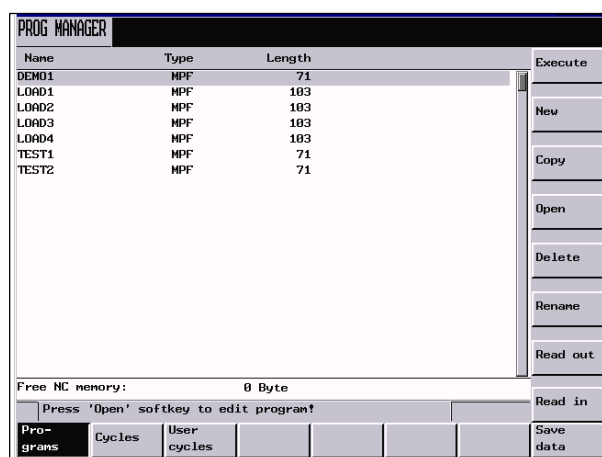 PROG MANAGER
Name Type Length
DEMO1 MPF 71
LOAD1 MPF 103
LOAD2 MPF 103
LOAD3 MPF 103
LOAD4 MPF 103
TEST1 MPF 71
TEST2 MPF 71
Free NC memory: 0 Byte
Press 'Open' softkey to edit program!
Execute
New
Copy
Open
Delete
Rename
Read out
Read in
Pro-
grams
Cycles
User
cycles
Save
data